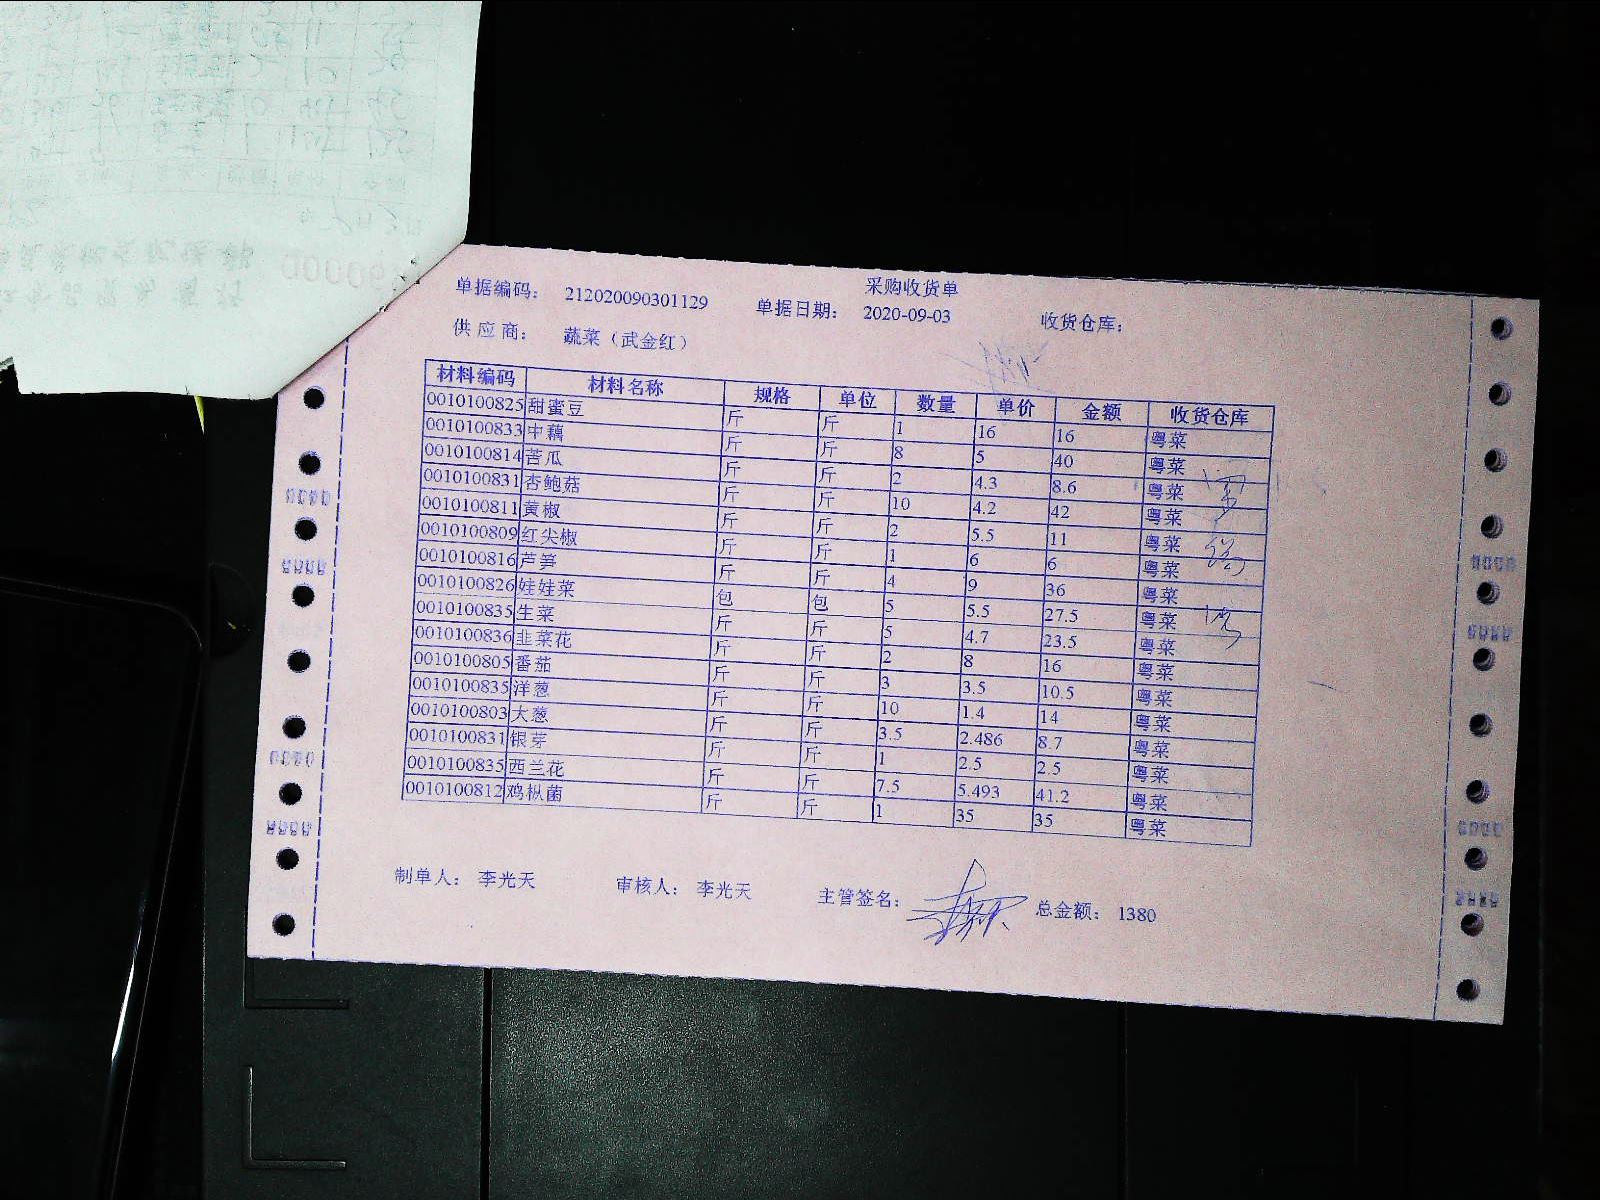 采购收货单
单据编码： 212020090301129 单据日期： 2020-09-03 收货仓库：
供应商： 蔬菜（武金红）
材料编码 材料名称 规格 单位 数量 单价 金额 收货仓库
0010100825 甜蜜豆 斤 斤 1 16 16 粤菜
0010100833 中藕 斤 斤 8 5 40 粤菜
0010100814 苦瓜 斤 斤 2 4.3 8.6 粤菜
0010100831 杏鲍菇 斤 斤 10 4.2 42 粤菜
0010100811 黄椒 斤 斤 2 5.5 11 粤菜
0010100809 红尖椒 斤 斤 1 6 6 粤菜
0010100816 芦笋 斤 斤 4 9 36 粤菜
0010100826 娃娃菜 包 包 5 5.5 27.5 粤菜
0010100835 生菜 斤 斤 5 4.7 23.5 粤菜
0010100836 韭菜花 斤 斤 2 8 16 粤菜
0010100805 番茄 斤 斤 3 3.5 10.5 粤菜
0010100835 洋葱 斤 斤 10 1.4 14 粤菜
0010100803 大葱 斤 斤 3.5 2.486 8.7 粤菜
0010100831 银芽 斤 斤 1 2.5 2.5 粤菜
0010100835 西兰花 斤 斤 7.5 5.493 41.2 粤菜
0010100812 鸡枞菌 斤 斤 1 35 35 粤菜
制单人： 李光天 审核人： 李光天 主管签名： 总金额： 1380